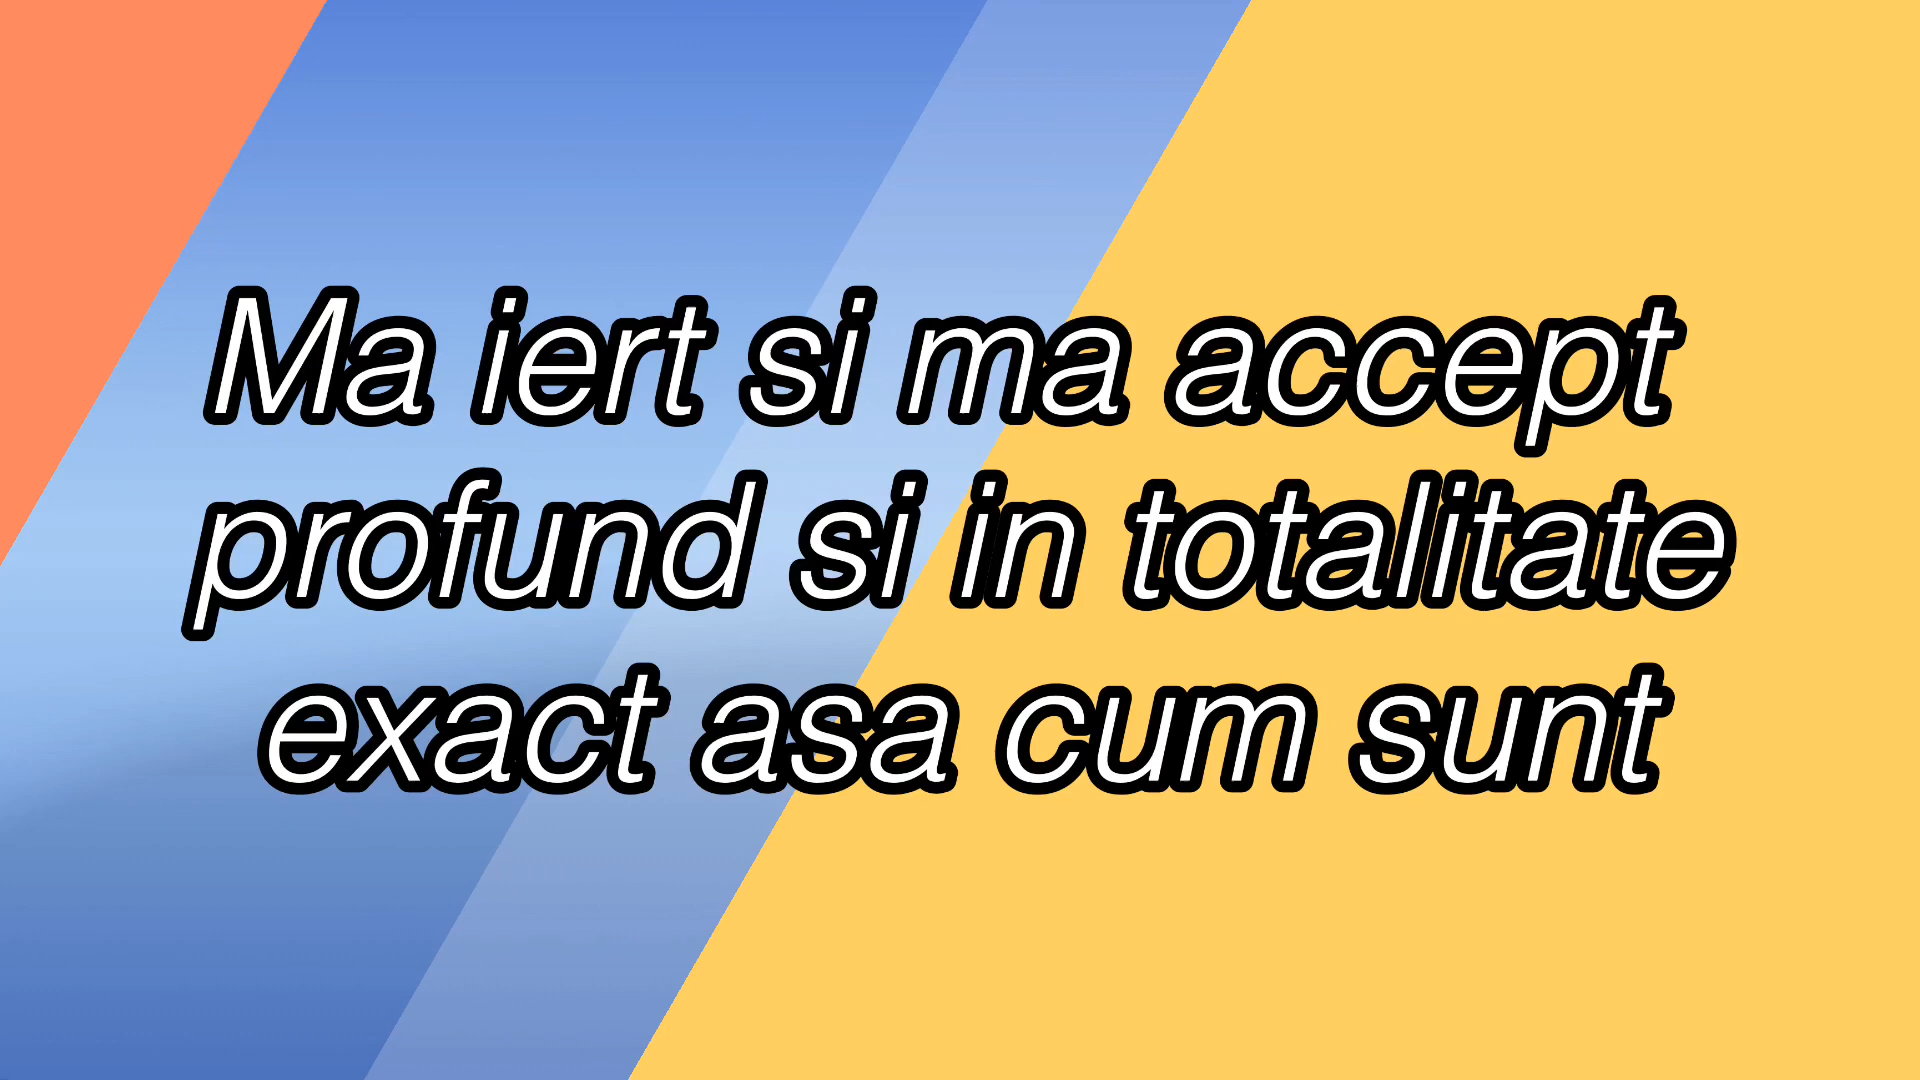 Ma iert si ma accept
profund si in totalitate
exact asa cum sunt